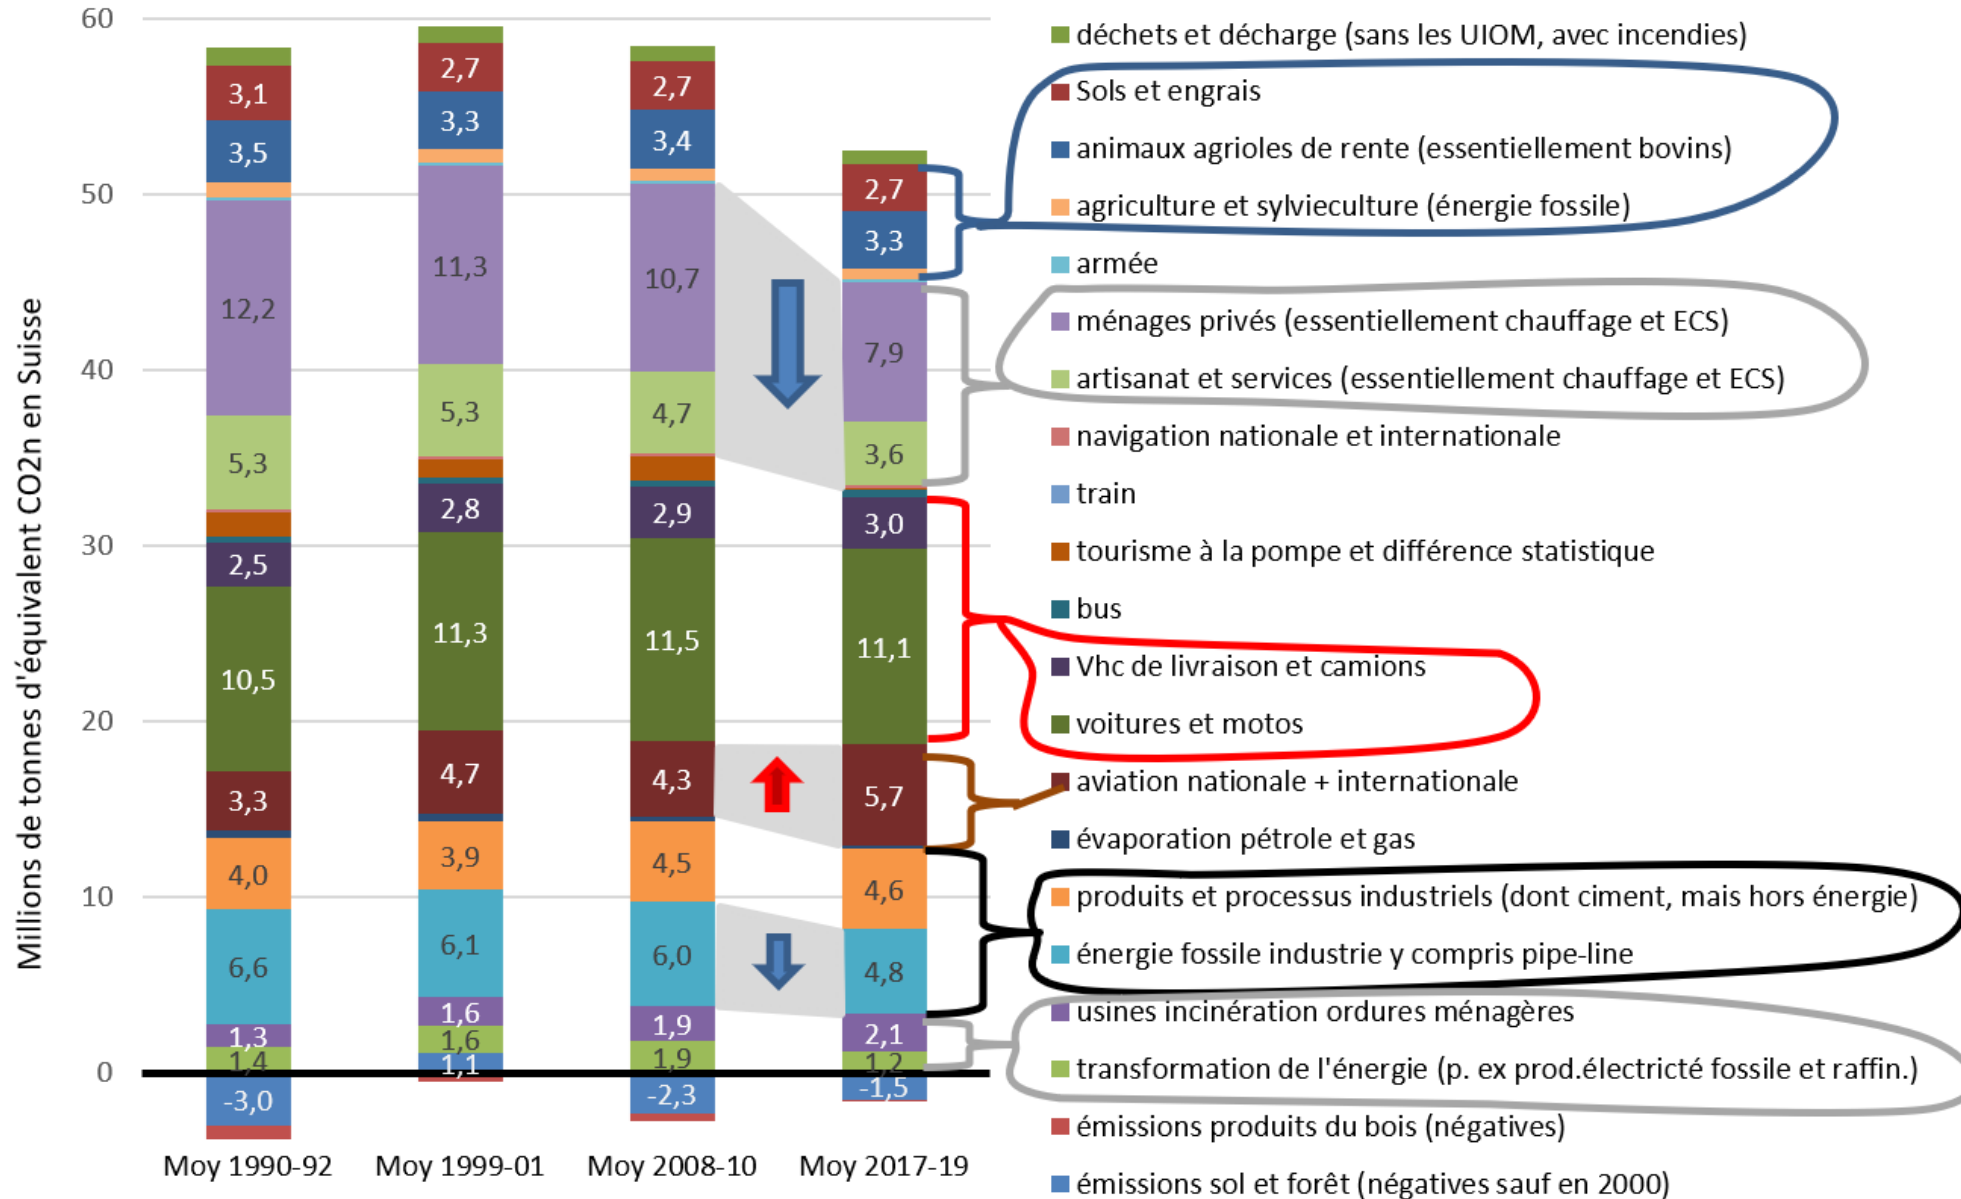 Millions de tonnes d'équivalent CO2n en Suisse
60
50
40
30
20
10
0
3,1
3,5
12,2
5,3
2,5
10,5
3,3
4,0
6,6
1,3
1,4
-3,0
2,7
3,3
11,3
5,3
2,8
11,3
4,7
3,9
6,1
1,6
1,6
1,1
2,7
3,4
10,7
4,7
2,9
11,5
4,3
4,5
6,0
1,9
1,9
-2,3
2,7
3,3
7,9
3,6
3,0
11,1
5,7
4,6
4,8
2,1
1,2
-1,5
Moy 1990-92
Moy 1999-01
Moy 2008-10
Moy 2017-19
déchets et décharge (sans les UIOM, avec incendies)
Sols et engrais
animaux agrioles de rente (essentiellement bovins)
agriculture et sylvieculture (énergie fossile)
armée
ménages privés (essentiellement chauffage et ECS)
artisanat et services (essentiellement chauffage et ECS)
navigation nationale et internationale
train
tourisme à la pompe et différence statistique
bus
Vhc de livraison et camions
voitures et motos
aviation nationale + internationale
évaporation pétrole et gas
produits et processus industriels (dont ciment, mais hors énergie)
énergie fossile industrie y compris pipe-line
usines incinération ordures ménagères
transformation de l'énergie (p. ex prod.électricté fossile et raffin.)
émissions produits du bois (négatives)
émissions sol et forêt (négatives sauf en 2000)